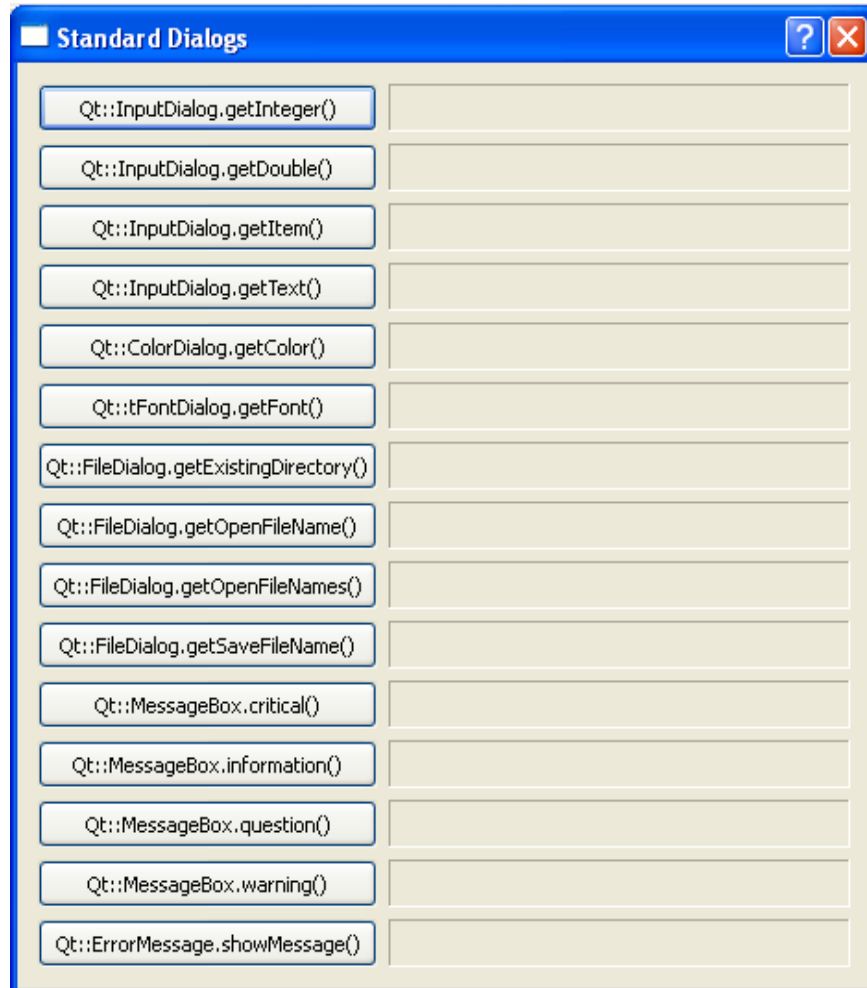 Standard Dialogs
Qt::InputDialog.getInteger()
Qt::InputDialog.getDouble()
Qt::InputDialog.getItem()
Qt::InputDialog.getText()
Qt::ColorDialog.getColor()
Qt::tFontDialog.getFont()
Qt::FileDialog.getExistingDirectory()
Qt::FileDialog.getOpenFileName()
Qt::FileDialog.getOpenFileNames()
Qt::FileDialog.getSaveFileName()
Qt::MessageBox.critical()
Qt::MessageBox.information()
Qt::MessageBox.question()
Qt::MessageBox.warning()
Qt::ErrorMessage.showMessage()